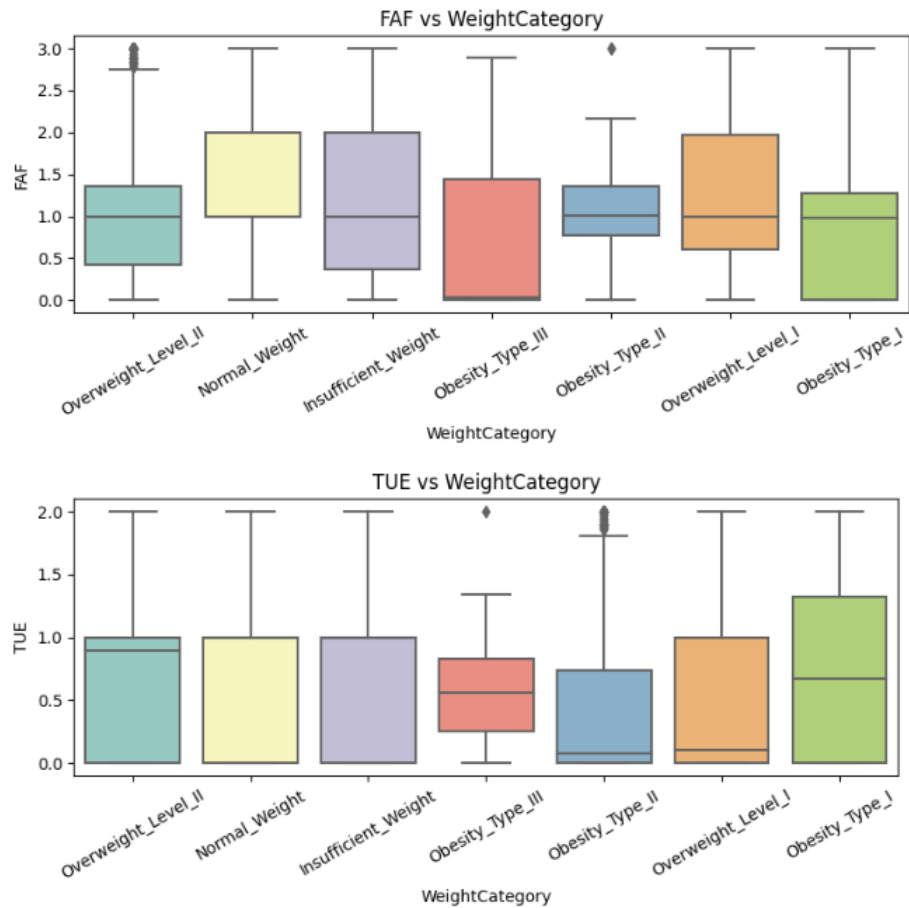 FAF vs WeightCategory
3.0
2.5
2.0
1.5
1.0
0.5
0.0
FAF
Overweight_Level_II
Normal_Weight
Insufficient_Weight
Obesity_Type_III
Obesity_Type_II
Overweight_Level_I
Obesity_Type_I
WeightCategory
TUE vs WeightCategory
2.0
1.5
1.0
0.5
0.0
TUE
Overweight_Level_II
Normal_Weight
Insufficient_Weight
Obesity_Type_III
Obesity_Type_II
Overweight_Level_I
Obesity_Type_I
WeightCategory